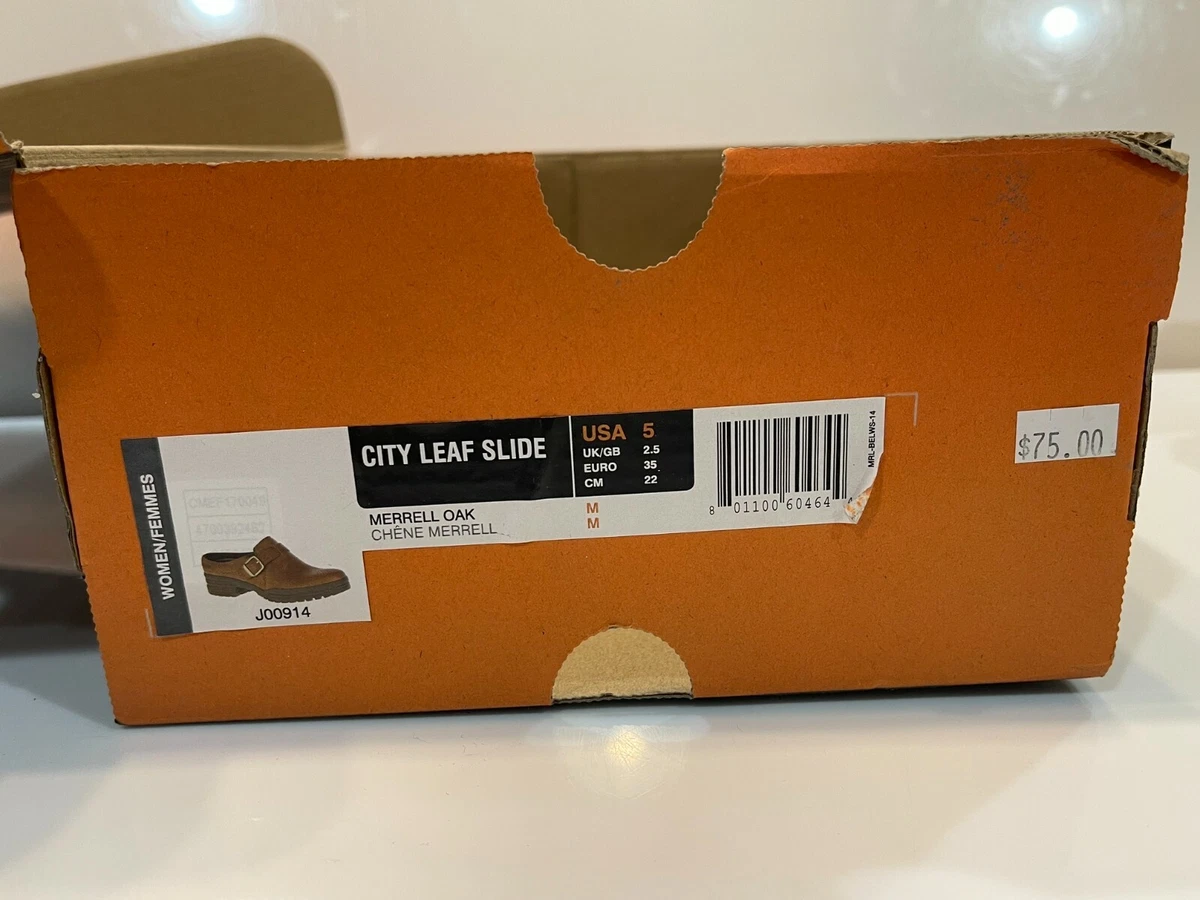 WOMEN/FEMMES
J00914
CITY LEAF SLIDE
MERRELL OAK
CHÊNE MERRELL
USA 5
UK/GB 2.5
EURO 35
CM 22
M
M
8 01100 60464 4
MRL-BELWS-14
$75.00